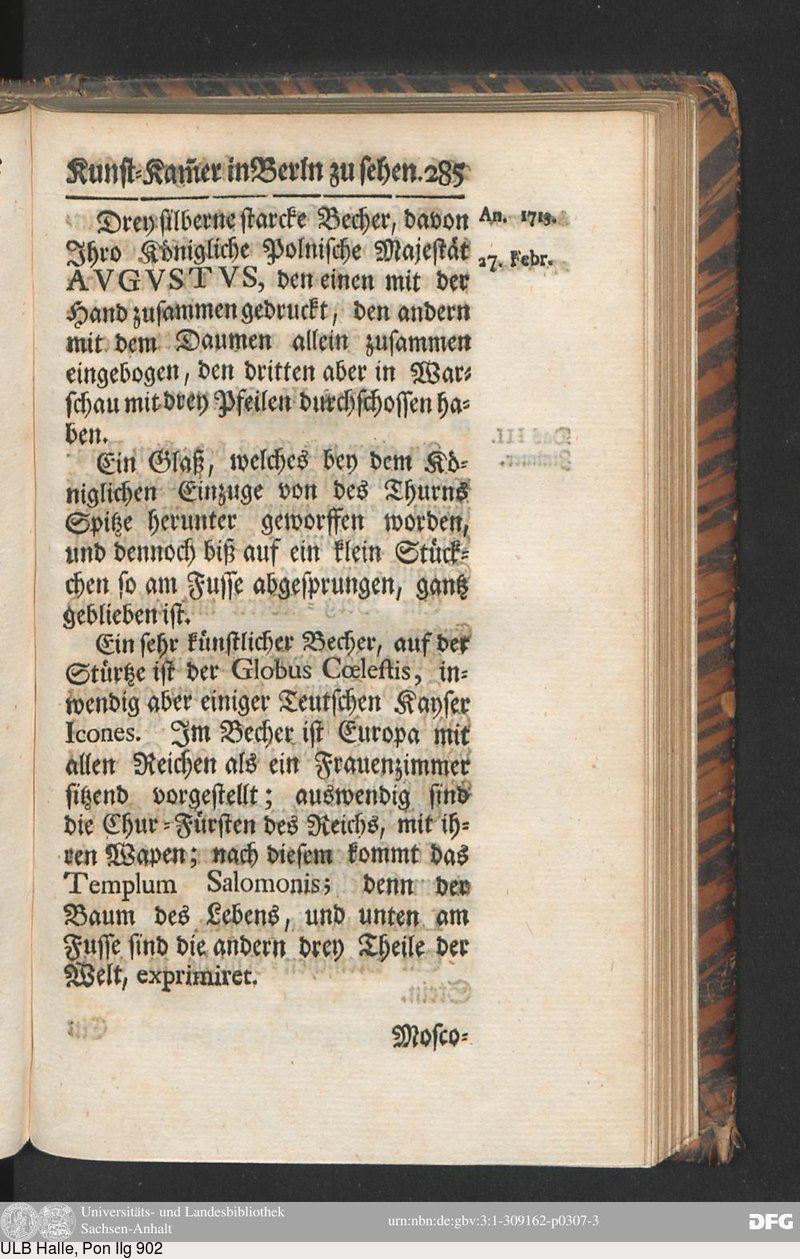 Kunst-Kam̃er in Berln zu sehen. 285
Drey silberne starcke Becher, davon
An. 1713.
Ihro Königliche Polnische Majestät
27. Febr.
AVGVSTVS, den einen mit der
Hand zusammen gedruckt, den andern
mit dem Daumen allein zusammen
eingebogen, den dritten aber in War-
schau mit drey Pfeilen durchschossen ha-
ben.
Ein Glaß, welches bey dem Kö-
niglichen Einzuge von des Thurns
Spitze herunter geworffen worden,
und dennoch biß auf ein klein Stück-
chen so am Fusse abgesprungen, gantz
geblieben ist.
Ein sehr künstlicher Becher, auf der
Stürtze ist der Globus Cœlestis, in-
wendig aber einiger Teutschen Kayser
Icones. Im Becher ist Europa mit
allen Reichen als ein Frauenzimmer
sitzend vorgestellt; auswendig sind
die Chur-Fürsten des Reichs, mit ih-
ren Wapen; nach diesem kommt das
Templum Salomonis; denn der
Baum des Lebens, und unten am
Fusse sind die andern drey Theile der
Welt, exprimiret.
Mosco-
Universitäts- und Landesbibliothek
Sachsen-Anhalt
urn:nbn:de:gbv:3:1-309162-p0307-3
DFG
ULB Halle, Pon IIg 902